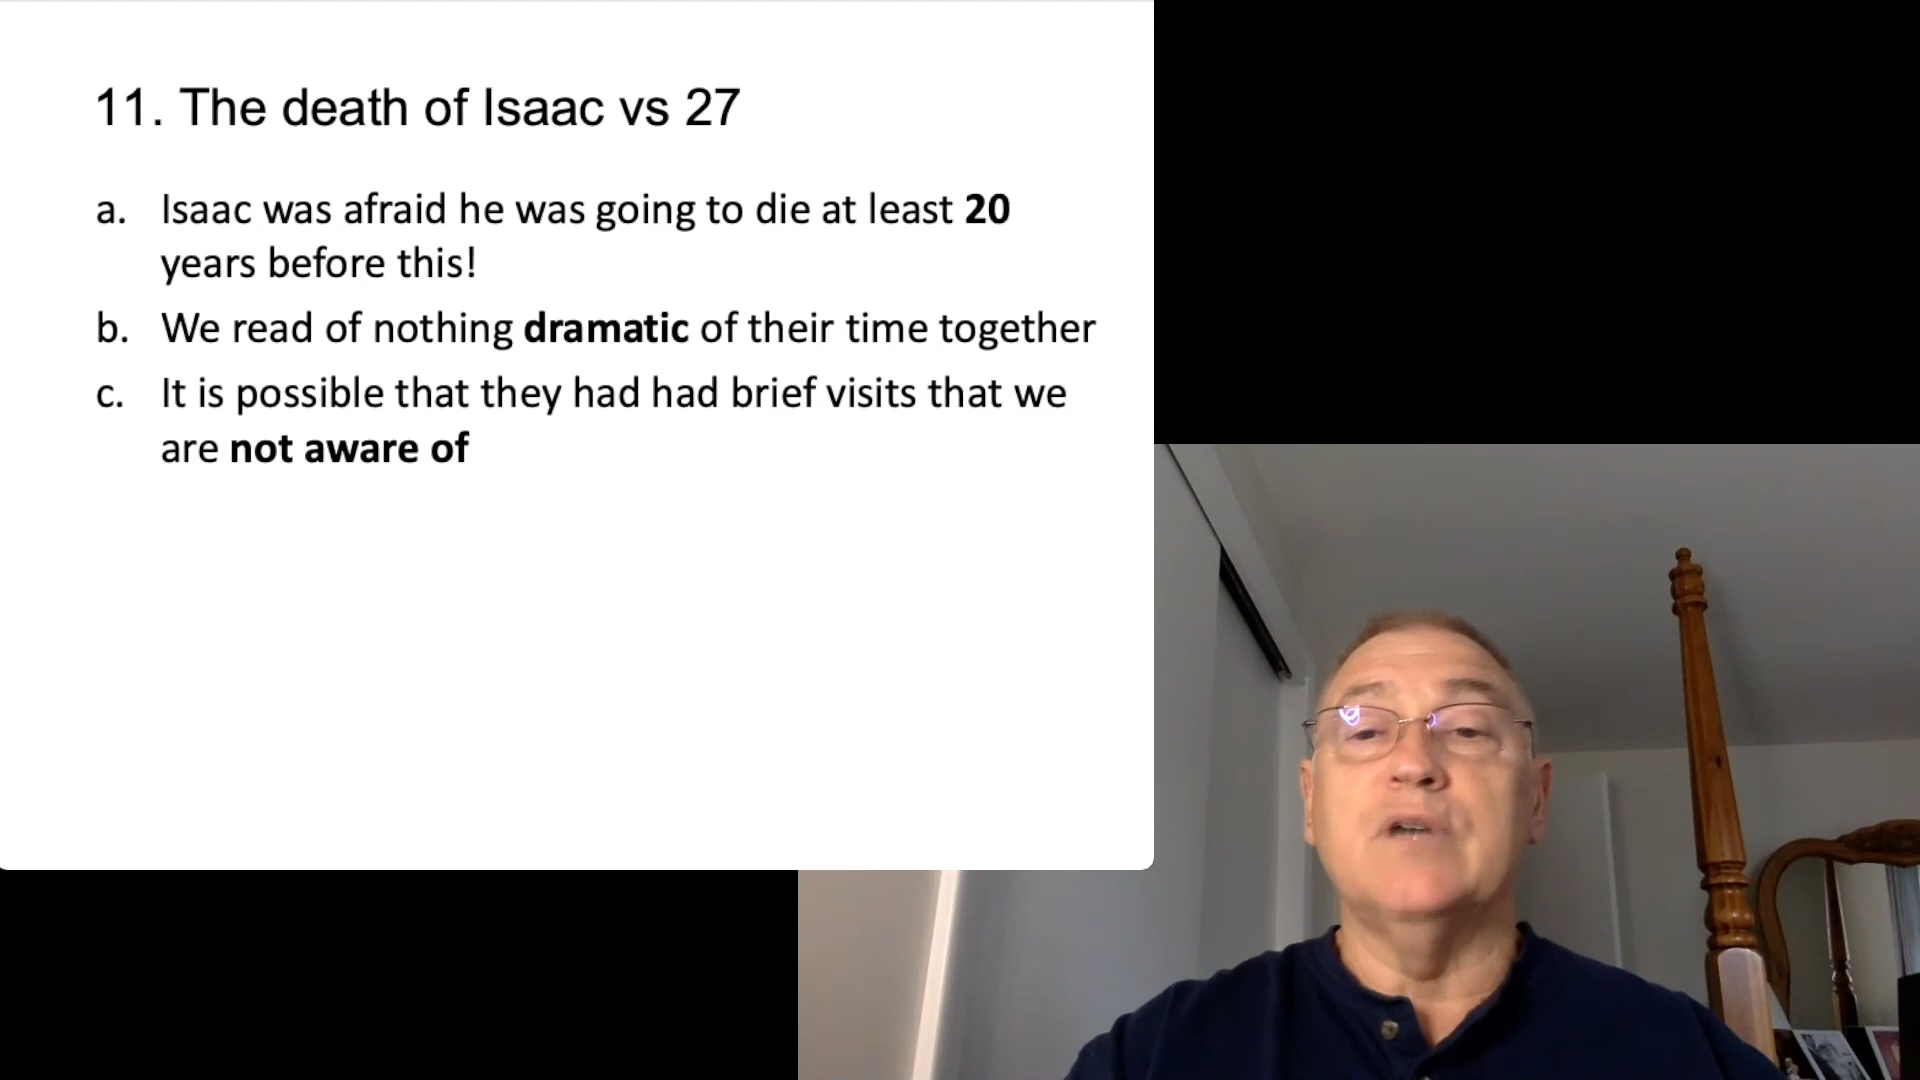 11. The death of Isaac vs 27
a. Isaac was afraid he was going to die at least 20
years before this!
b. We read of nothing dramatic of their time together
c. It is possible that they had had brief visits that we
are not aware of